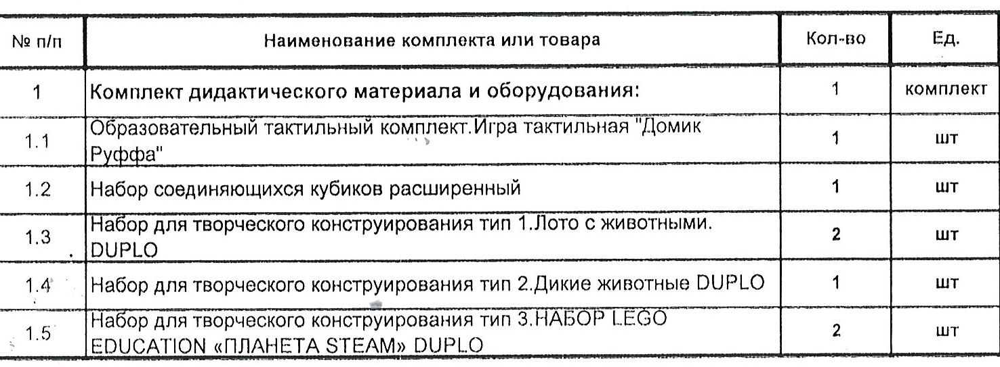 № п/п Наименование комплекта или товара Кол-во Ед.
1 Комплект дидактического материала и оборудования: 1 комплект
1.1 Образовательный тактильный комплект.Игра тактильная "Домик
Руффа" 1 шт
1.2 Набор соединяющихся кубиков расширенный 1 шт
1.3 Набор для творческого конструирования тип 1.Лото с животными.
DUPLO 2 шт
1.4 Набор для творческого конструирования тип 2.Дикие животные DUPLO 1 шт
1.5 Набор для творческого конструирования тип 3.НАБОР LEGO
EDUCATION «ПЛАНЕТА STEAM» DUPLO 2 шт